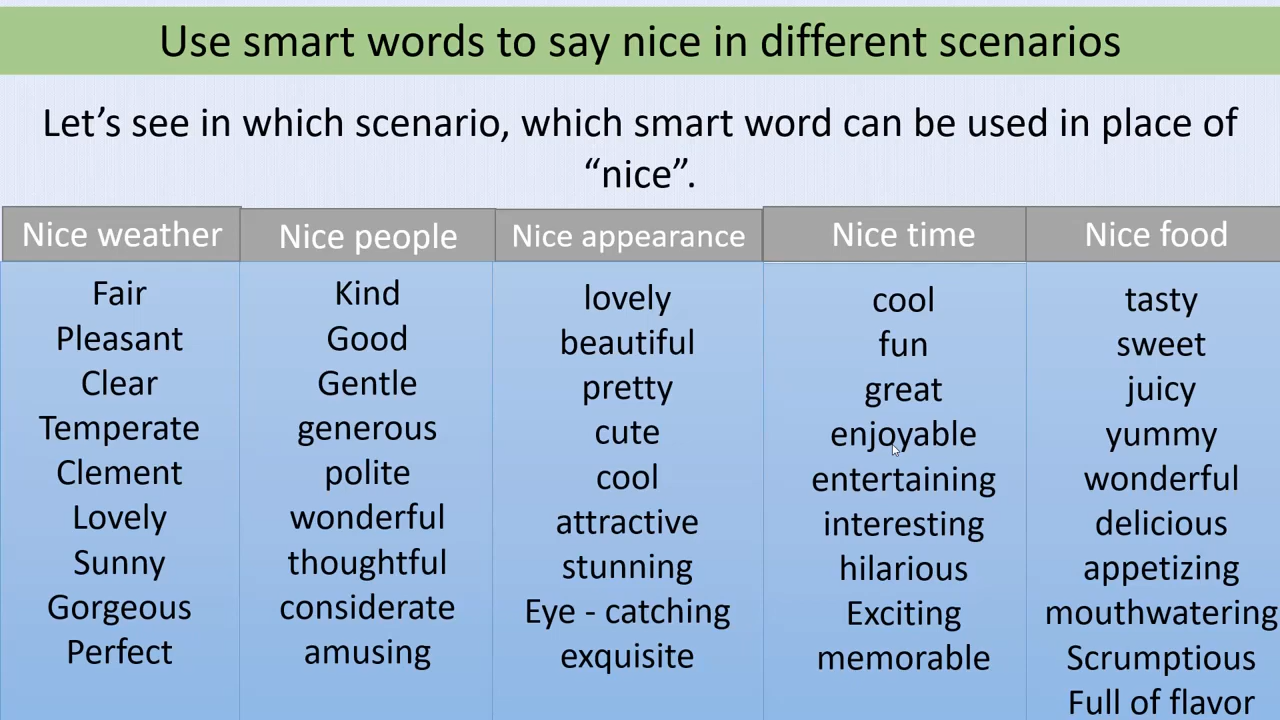 Use smart words to say nice in different scenarios
Let’s see in which scenario, which smart word can be used in place of
“nice”.
Nice weather
Fair
Pleasant
Clear
Temperate
Clement
Lovely
Sunny
Gorgeous
Perfect
Nice people
Kind
Good
Gentle
generous
polite
wonderful
thoughtful
considerate
amusing
Nice appearance
lovely
beautiful
pretty
cute
cool
attractive
stunning
Eye - catching
exquisite
Nice time
cool
fun
great
enjoyable
entertaining
interesting
hilarious
Exciting
memorable
Nice food
tasty
sweet
juicy
yummy
wonderful
delicious
appetizing
mouthwatering
Scrumptious
Full of flavor